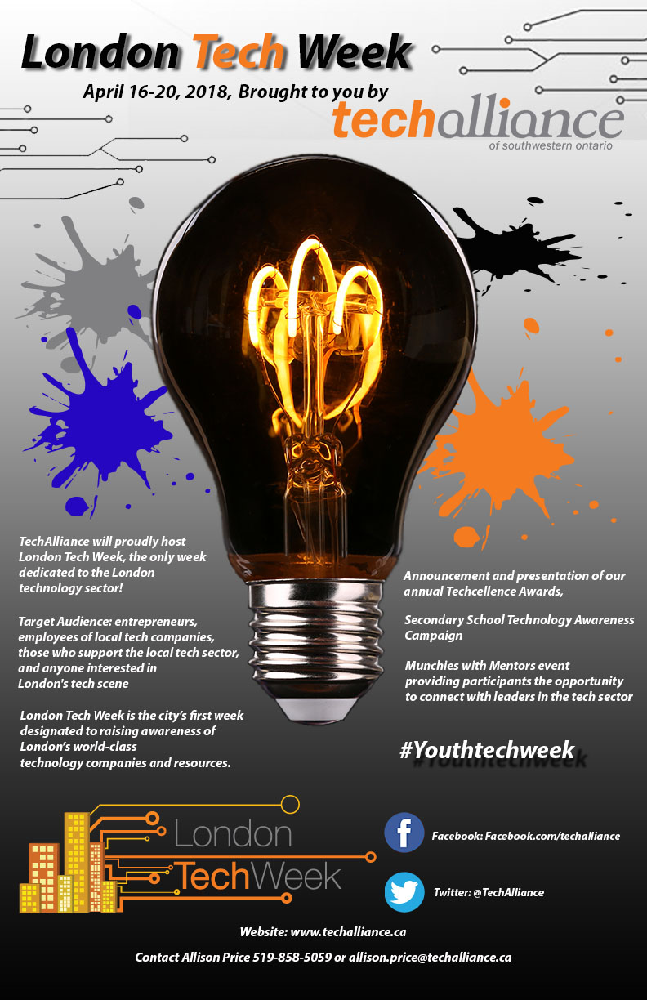 London Tech Week
April 16-20, 2018, Brought to you by
techalliance
of southwestern ontario
TechAlliance will proudly host
London Tech Week, the only week
dedicated to the London
technology sector!
Target Audience: entrepreneurs,
employees of local tech companies,
those who support the local tech sector,
and anyone interested in
London's tech scene
London Tech Week is the city’s first week
designated to raising awareness of
London’s world-class
technology companies and resources.
Announcement and presentation of our
annual Techcellence Awards,
Secondary School Technology Awareness
Campaign
Munchies with Mentors event
providing participants the opportunity
to connect with leaders in the tech sector
#Youthtechweek
London
TechWeek
Facebook: Facebook.com/techalliance
Twitter: @TechAlliance
Website: www.techalliance.ca
Contact Allison Price 519-858-5059 or allison.price@techalliance.ca